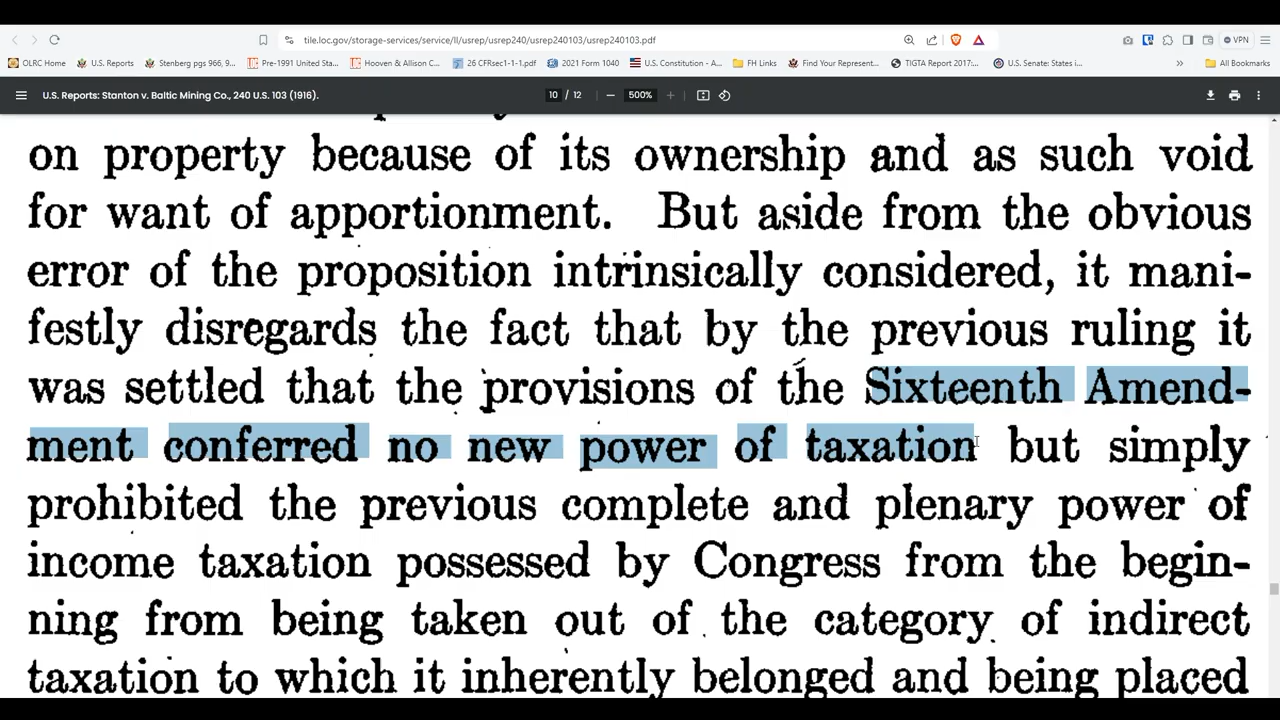 tile.loc.gov/storage-services/service/ll/usrep/usrep240/usrep240103/usrep240103.pdf
VPN
OLRC Home U.S. Reports Stenberg pgs 966, 9... Pre-1991 United Sta... Hooven & Allison C... 26 CFRsec1-1-1.pdf 2021 Form 1040 U.S. Constitution - A... FH Links Find Your Represent... TIGTA Report 2017:... U.S. Senate: States i... » All Bookmarks
U.S. Reports: Stanton v. Baltic Mining Co., 240 U.S. 103 (1916). 10 / 12 500%
on property because of its ownership and as such void
for want of apportionment. But aside from the obvious
error of the proposition intrinsically considered, it mani-
festly disregards the fact that by the previous ruling it
was settled that the provisions of the Sixteenth Amend-
ment conferred no new power of taxation but simply
prohibited the previous complete and plenary power of
income taxation possessed by Congress from the begin-
ning from being taken out of the category of indirect
taxation to which it inherently belonged and being placed